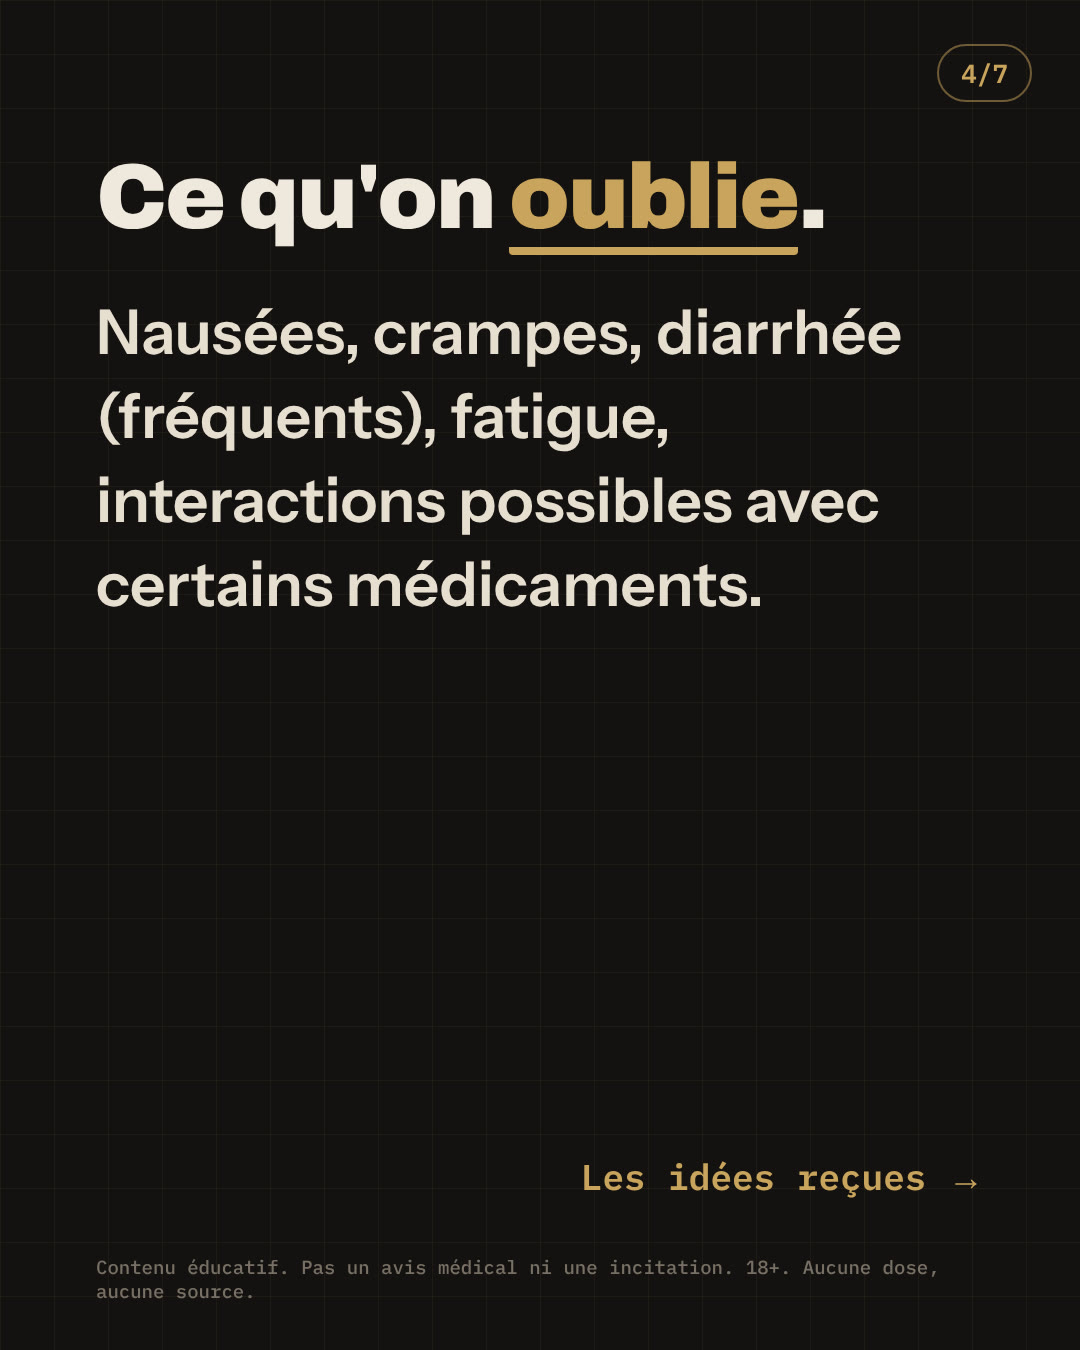 4/7
Ce qu'on oublie.
Nausées, crampes, diarrhée
(fréquents), fatigue,
interactions possibles avec
certains médicaments.
Les idées reçues →
Contenu éducatif. Pas un avis médical ni une incitation. 18+. Aucune dose,
aucune source.